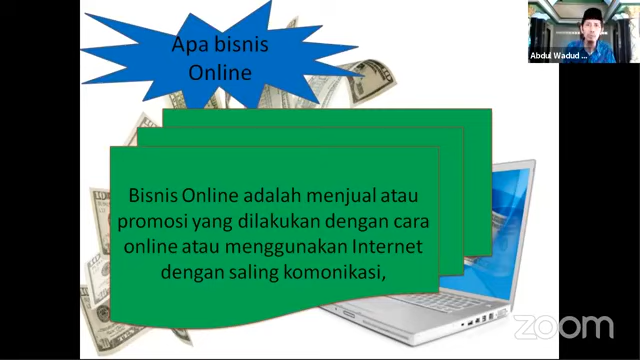 Apa bisnis
Online
Abdul Wadud ...
Bisnis Online adalah menjual atau
promosi yang dilakukan dengan cara
online atau menggunakan Internet
dengan saling komonikasi,
zoom